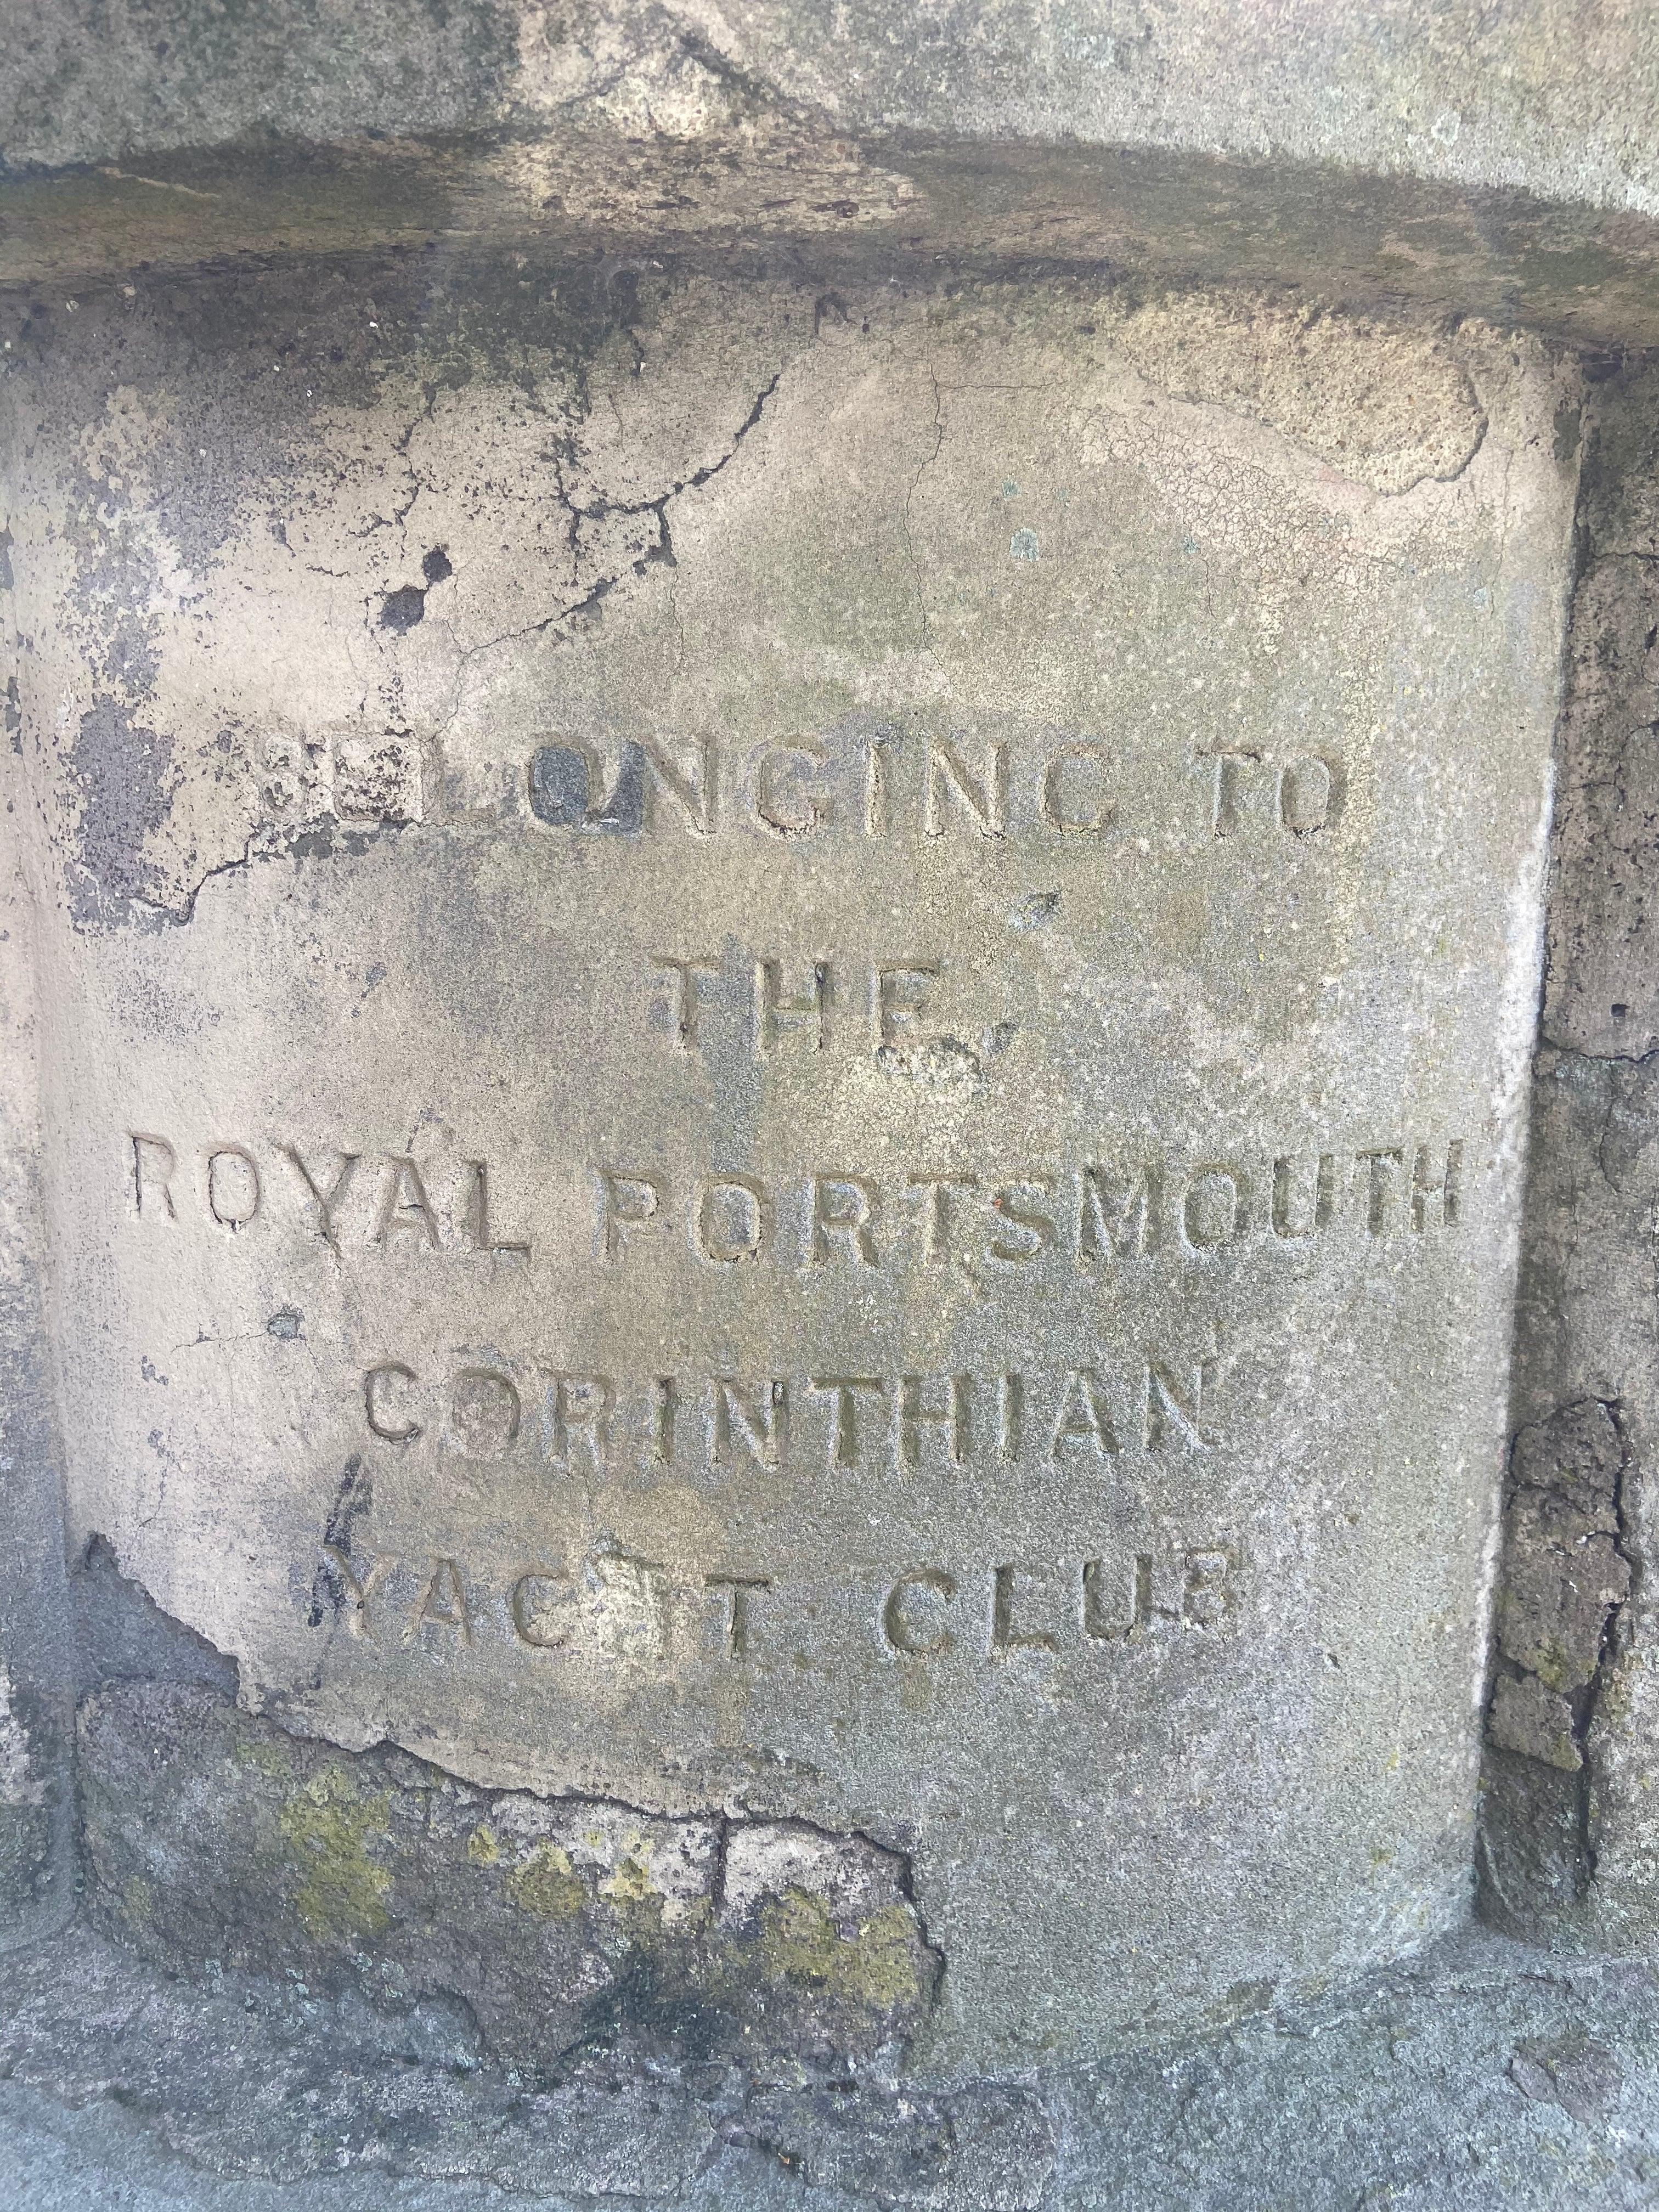 BELONGING TO
THE
ROYAL PORTSMOUTH
CORINTHIAN
YACHT CLUB